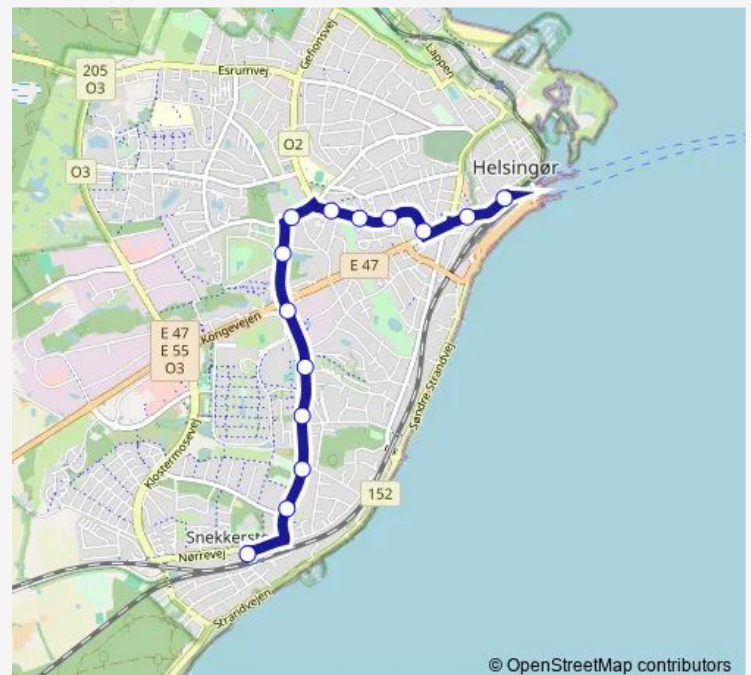 Lappen
Gefionsvej
205
O3
Esrumvej
O2
O3
Helsingør
E 47
Kongevejen
E 47
E 55
O3
Søndre Strandvej
Klostermosevej
152
Nørrevej
Strandvejen
© OpenStreetMap contributors